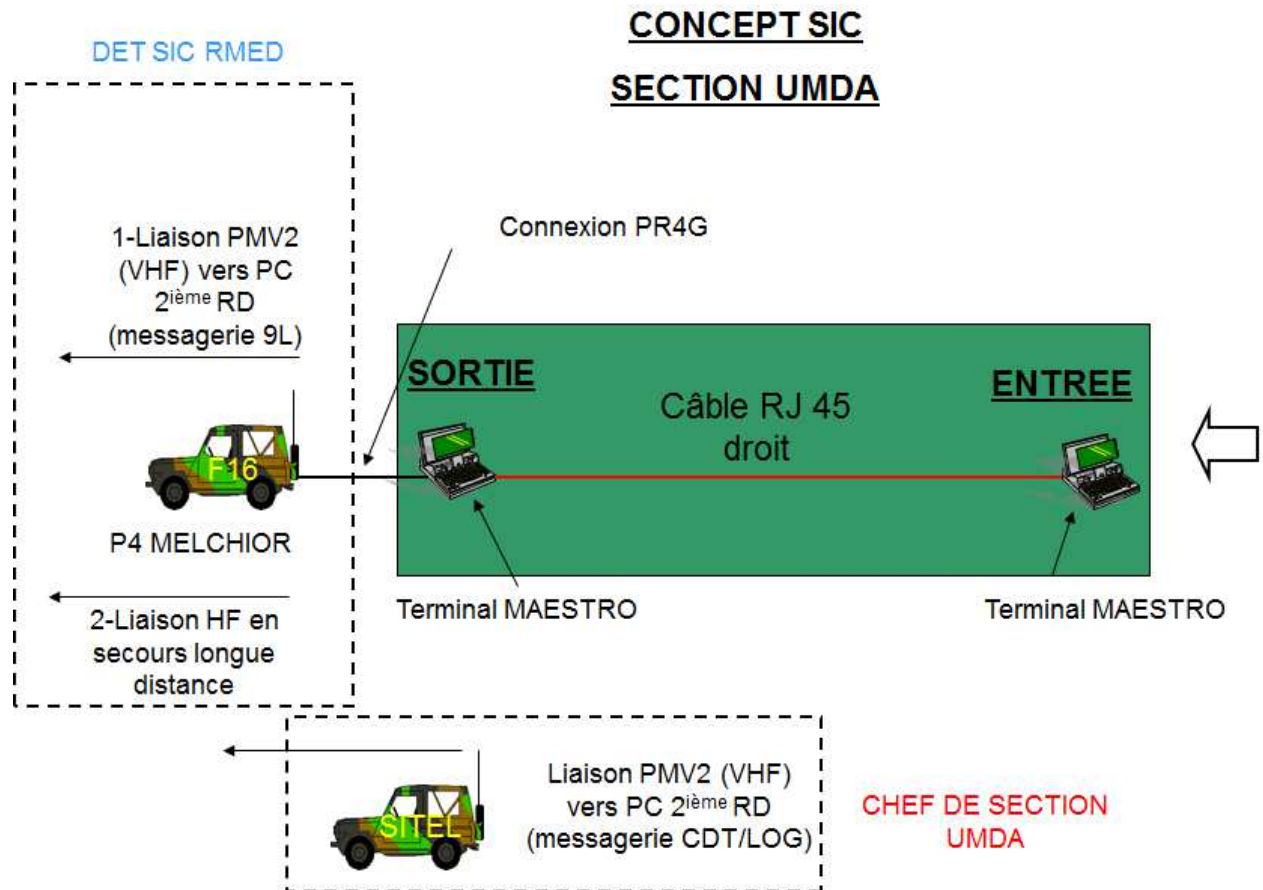 CONCEPT SIC
SECTION UMDA
DET SIC RMED
1-Liaison PMV2
(VHF) vers PC
2ième RD
(messagerie 9L)
Connexion PR4G
SORTIE
Câble RJ 45
droit
ENTREE
F16
P4 MELCHIOR
Terminal MAESTRO
Terminal MAESTRO
2-Liaison HF en
secours longue
distance
SITEL
Liaison PMV2 (VHF)
vers PC 2ième RD
(messagerie CDT/LOG)
CHEF DE SECTION
UMDA